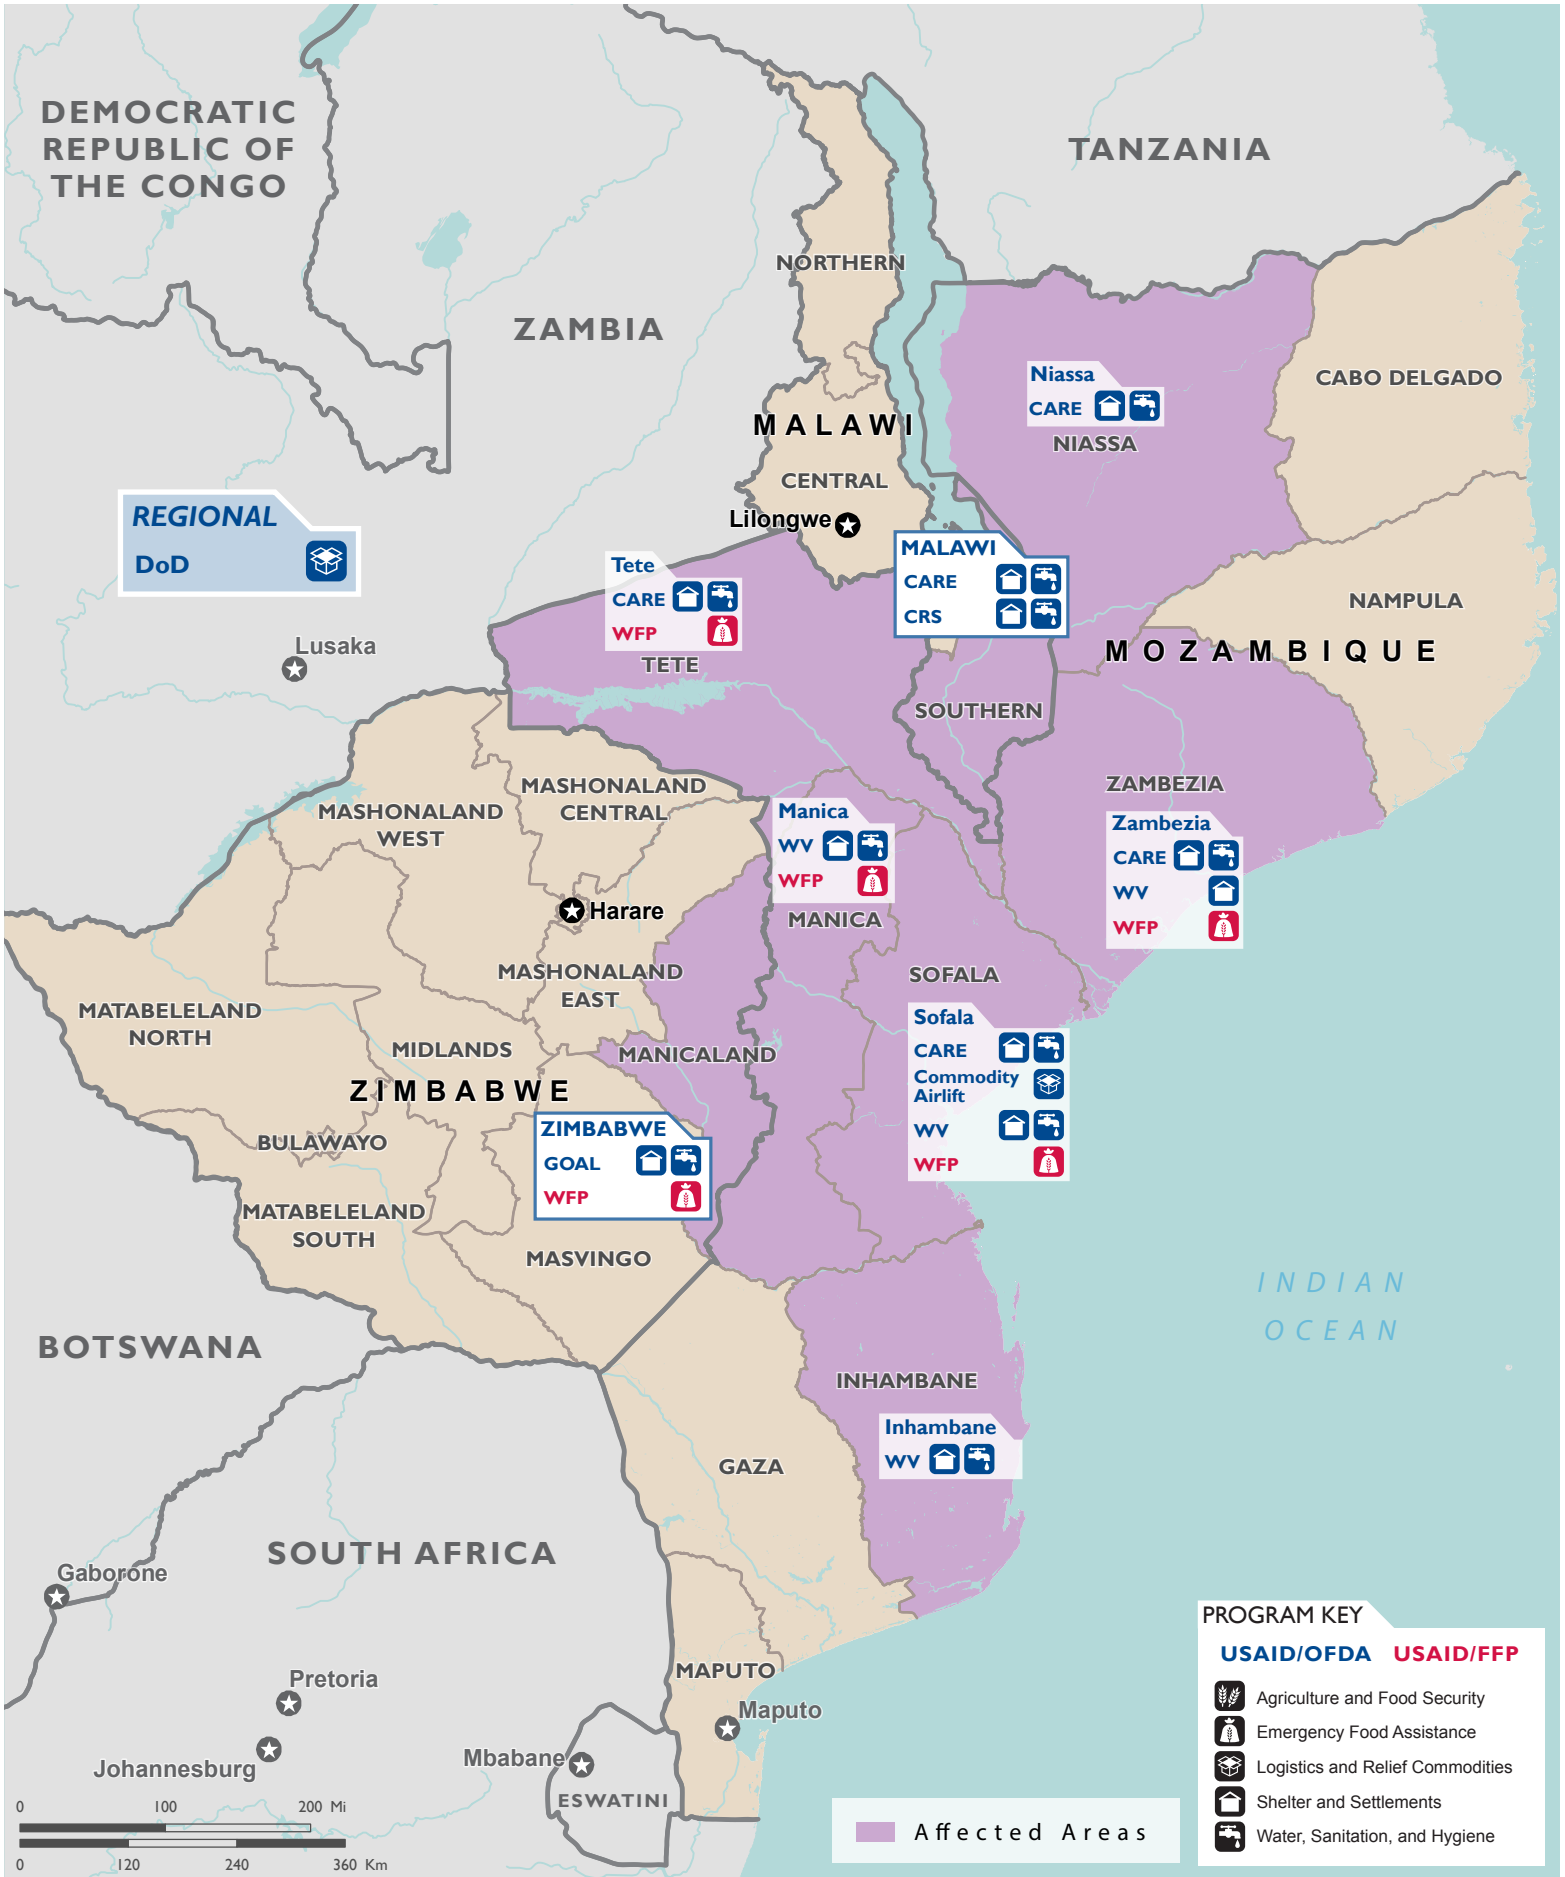 DEMOCRATIC
REPUBLIC OF
THE CONGO
TANZANIA
NORTHERN
ZAMBIA
Niassa
CARE
NIASSA
CABO DELGADO
MALAWI
CENTRAL
Lilongwe
REGIONAL
DoD
MALAWI
CARE
CRS
Tete
CARE
WFP
TETE
NAMPULA
MOZAMBIQUE
Lusaka
SOUTHERN
ZAMBEZIA
MASHONALAND
CENTRAL
MASHONALAND
WEST
Manica
WV
WFP
MANICA
Zambezia
CARE
WV
WFP
Harare
MASHONALAND
EAST
SOFALA
Sofala
CARE
Commodity
Airlift
WV
WFP
MATABELELAND
NORTH
MIDLANDS
MANICALAND
ZIMBABWE
ZIMBABWE
GOAL
WFP
BULAWAYO
MATABELELAND
SOUTH
MASVINGO
INDIAN
OCEAN
BOTSWANA
INHAMBANE
Inhambane
WV
GAZA
SOUTH AFRICA
Gaborone
Pretoria
Johannesburg
MAPUTO
Maputo
Mbabane
ESWATINI
0 100 200 Mi
0 120 240 360 Km
Affected Areas
PROGRAM KEY
USAID/OFDA USAID/FFP
Agriculture and Food Security
Emergency Food Assistance
Logistics and Relief Commodities
Shelter and Settlements
Water, Sanitation, and Hygiene